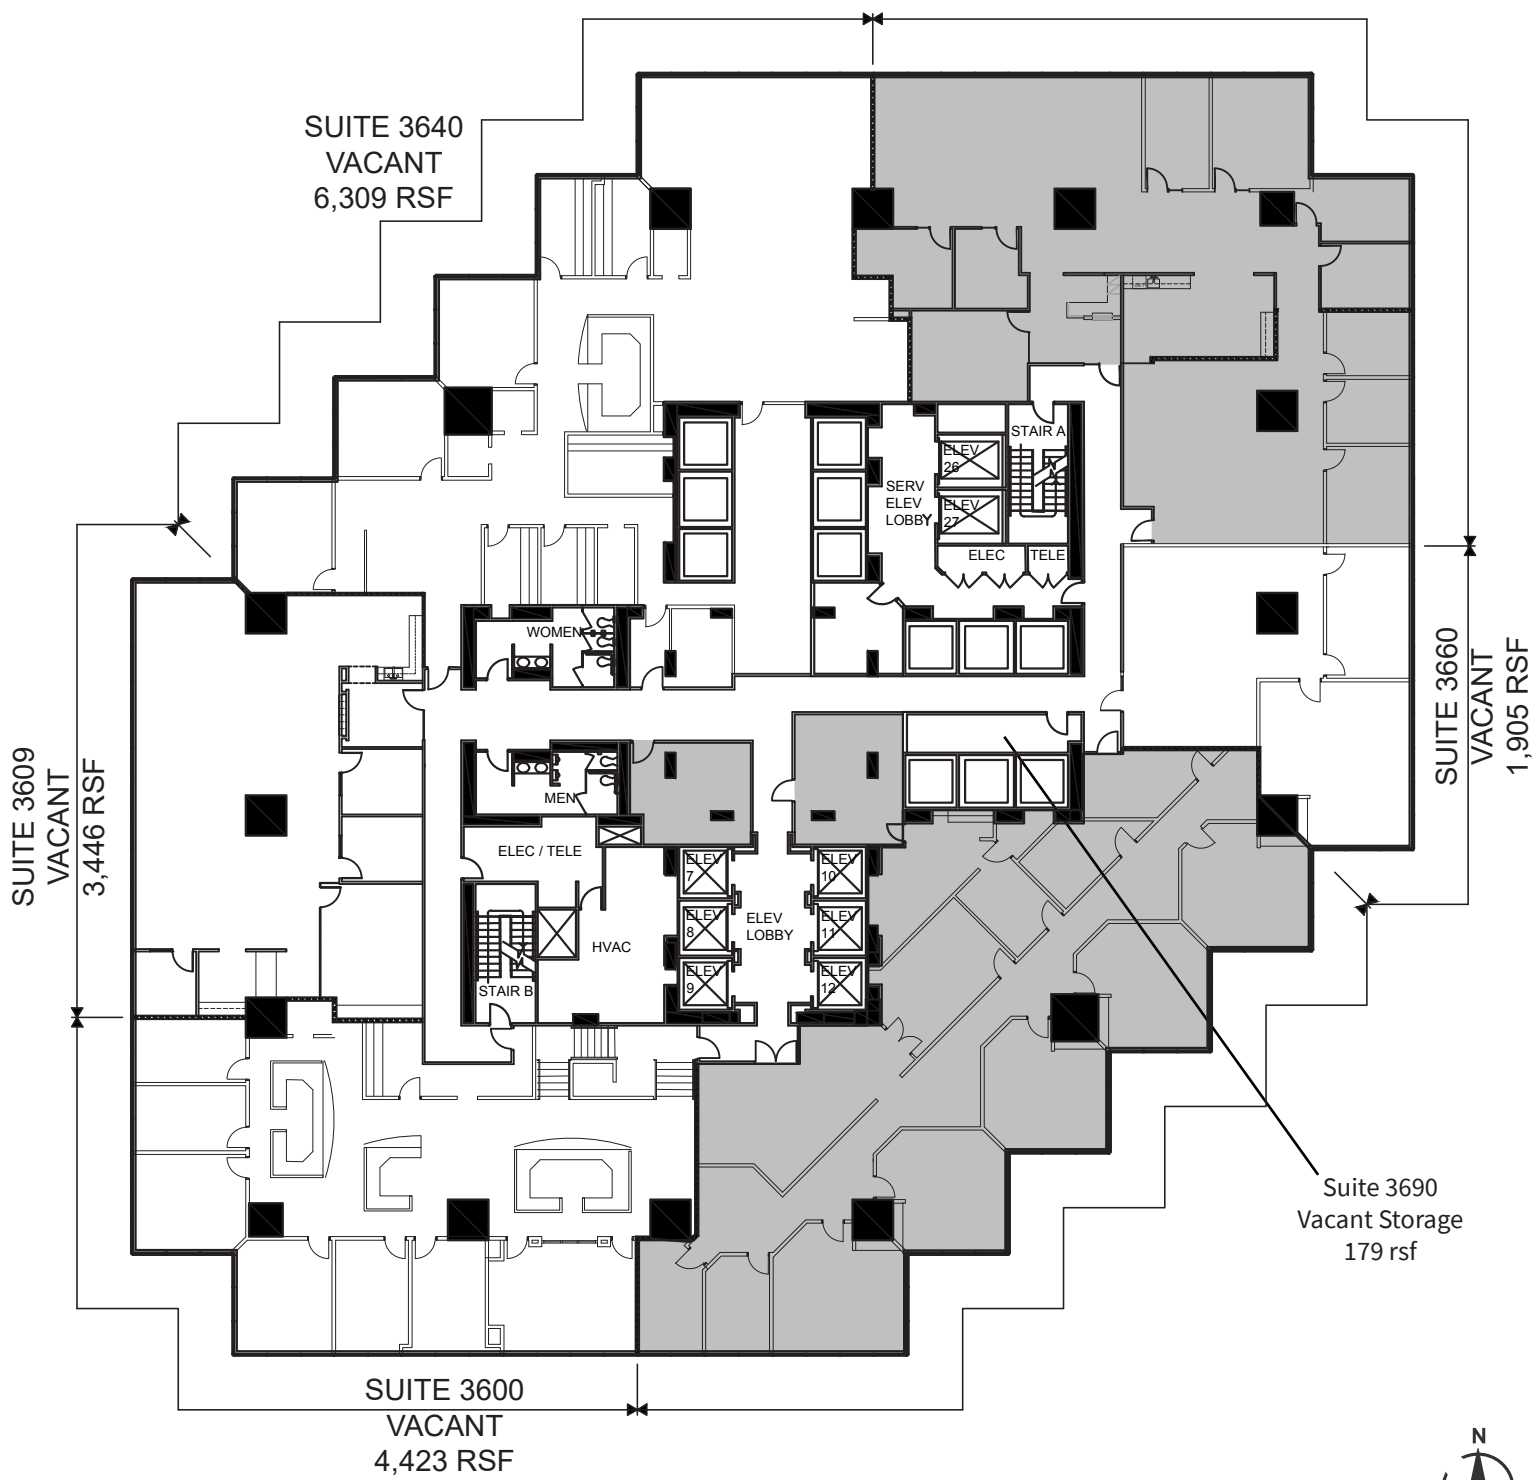 SUITE 3640
VACANT
6,309 RSF
STAIR A
ELEV
26
SERV
ELEV
LOBBY
ELEV
27
ELEC
TELE
WOMEN
SUITE 3660
VACANT
1,905 RSF
SUITE 3609
VACANT
3,446 RSF
MEN
ELEC / TELE
ELEV
7
ELEV
10
ELEV
8
ELEV
LOBBY
ELEV
11
HVAC
ELEV
9
ELEV
12
STAIR B
Suite 3690
Vacant Storage
179 rsf
SUITE 3600
VACANT
4,423 RSF
N